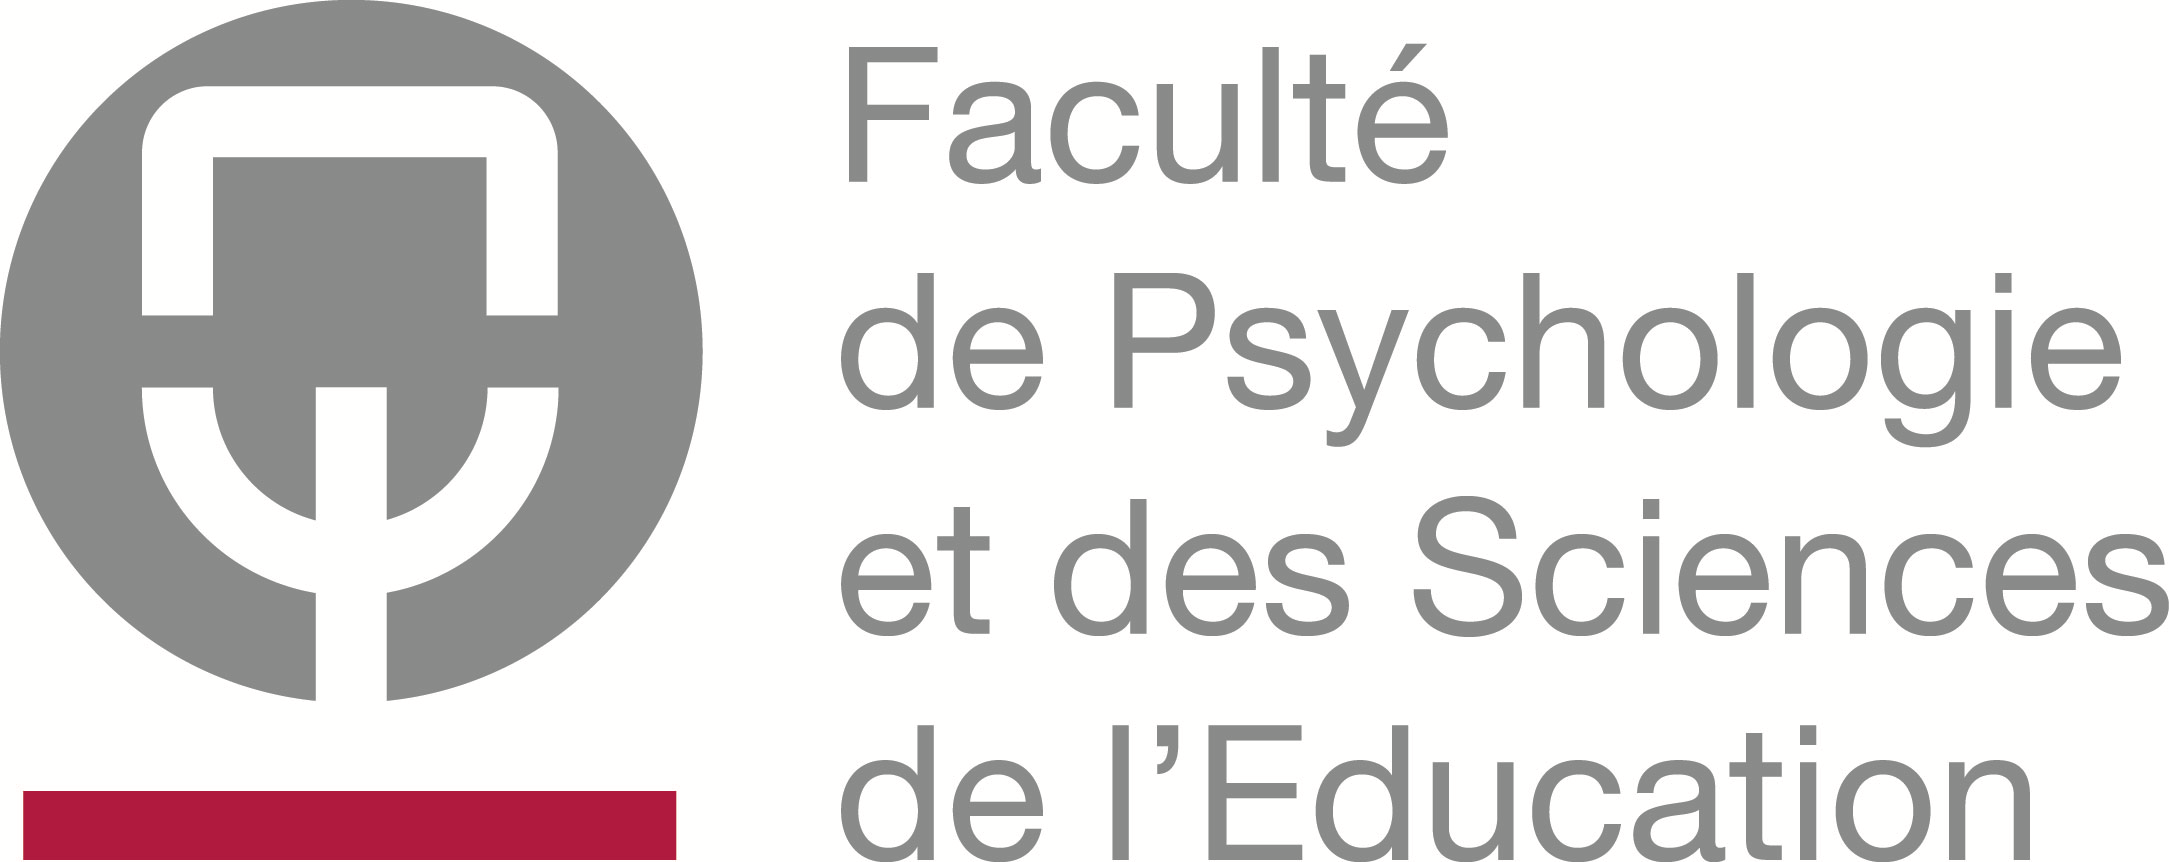 Faculté
de Psychologie
et des Sciences
de l’Education